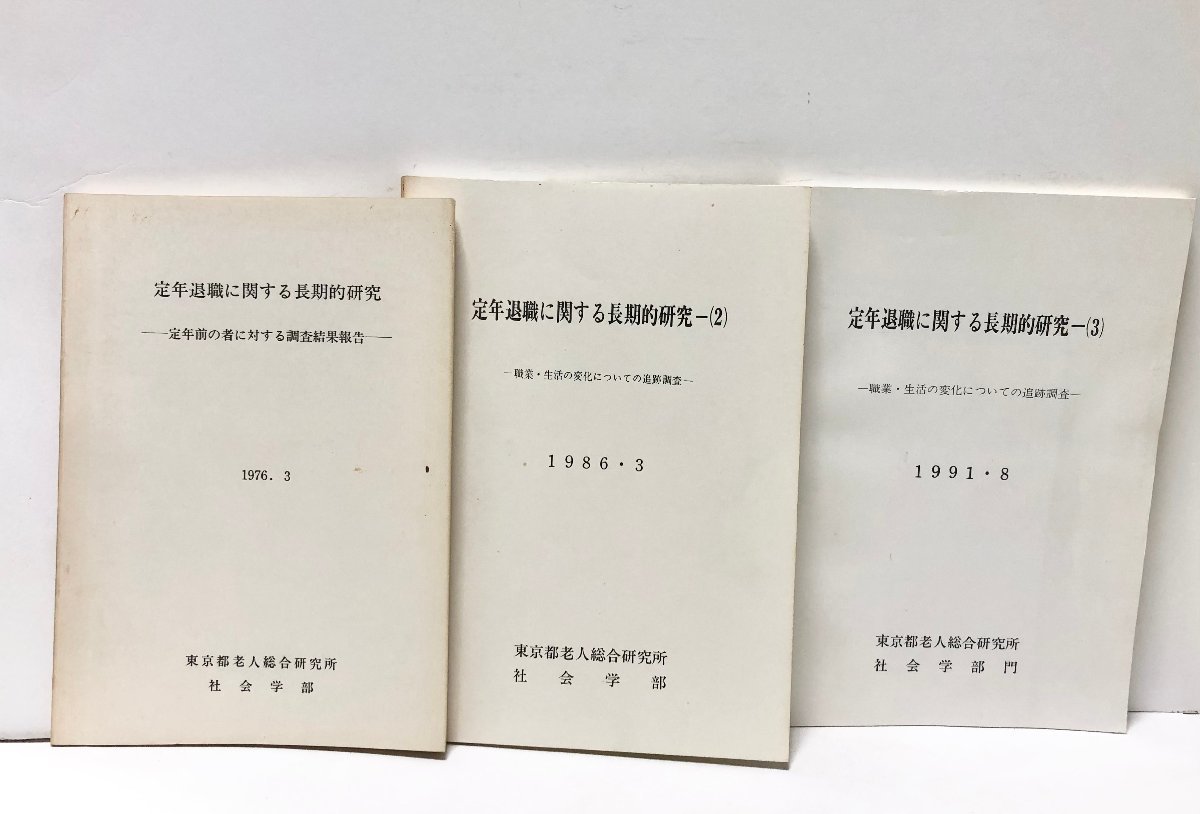 定年退職に関する長期的研究
――定年前の者に対する調査結果報告――
1976. 3
東京都老人総合研究所
社会学部
定年退職に関する長期的研究－(2)
―職業・生活の変化についての追跡調査―
1986・3
東京都老人総合研究所
社会学部
定年退職に関する長期的研究－(3)
―職業・生活の変化についての追跡調査―
1991・8
東京都老人総合研究所
社会学部門